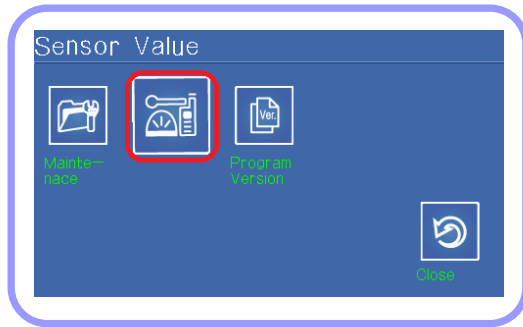 Sensor Value
Ver.
Mainte-
nace
Program
Version
Close